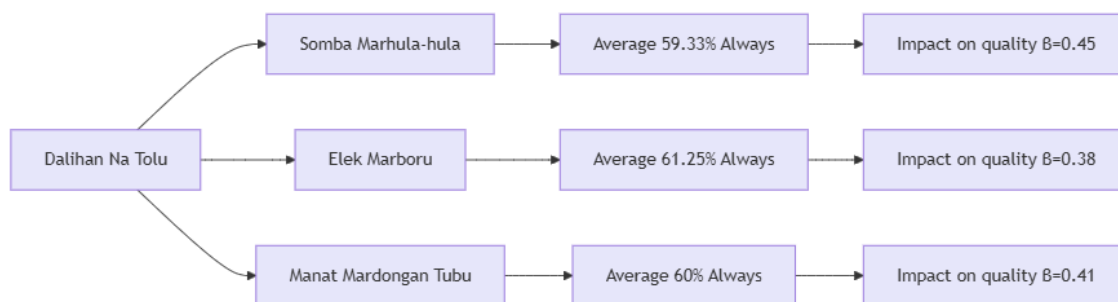 Somba Marhula-hula
Average 59.33% Always
Impact on quality β=0.45
Dalihan Na Tolu
Elek Marboru
Average 61.25% Always
Impact on quality β=0.38
Manat Mardongan Tubu
Average 60% Always
Impact on quality β=0.41